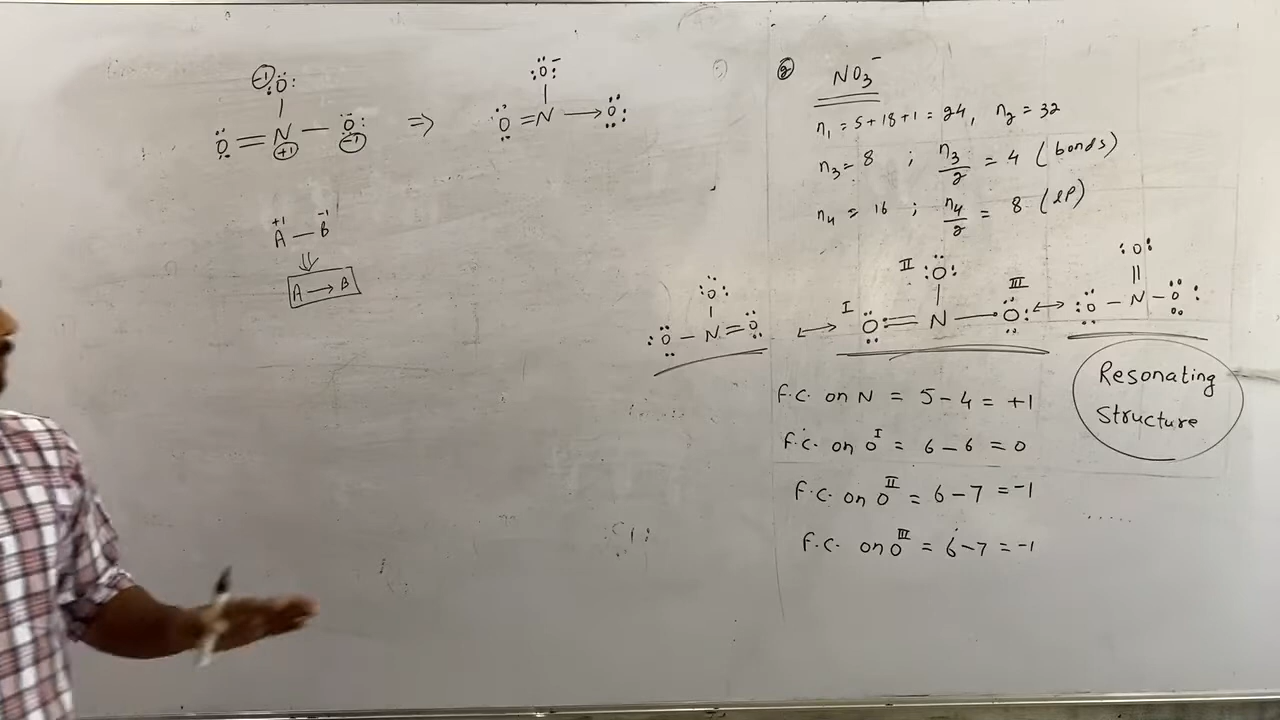 -1
:Ö:
|
Ö = N — Ö:
+1 -1
⇒
:Ö:⁻
|
Ö = N → Ö:
+1 -1
A — B
⇓
A → B
② NO₃⁻
n₁ = 5+18+1 = 24, n₂ = 32
n₃ = 8 ; n₃/2 = 4 (bonds)
n₄ = 16 ; n₄/2 = 8 (lP)
:Ö:
|
:Ö — N = Ö:
↔
II
:Ö:
|
I Ö: = N — Ö: III
↔
:O:
||
:O — N — O:
f.C. on N = 5 - 4 = +1
f.C. on O^I = 6 - 6 = 0
f.C. on O^II = 6 - 7 = -1
f.C. on O^III = 6 - 7 = -1
Resonating
Structure